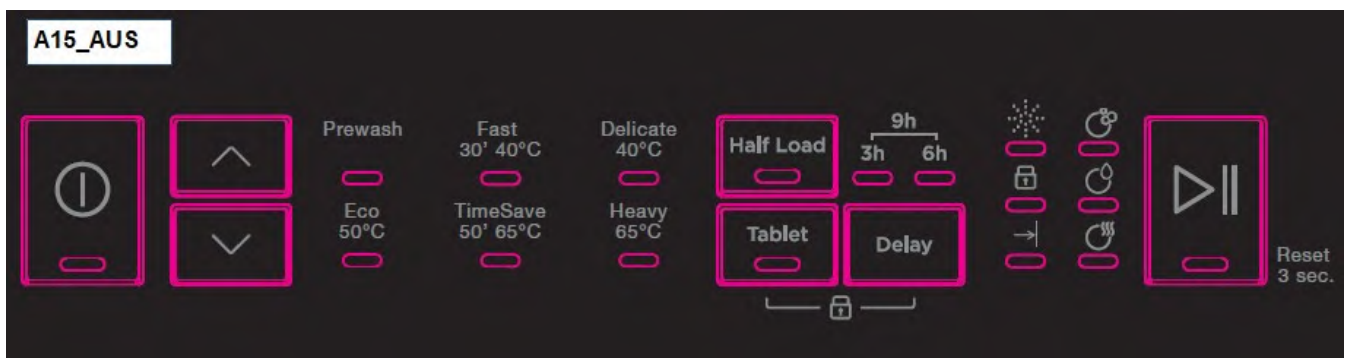 A15_AUS
Prewash
Fast
30' 40°C
Delicate
40°C
Eco
50°C
TimeSave
50' 65°C
Heavy
65°C
Half Load
Tablet
9h
3h 6h
Delay
Reset
3 sec.